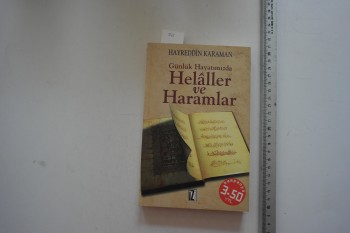 HAYREDDİN KARAMAN
Günlük Hayatımızda
Helâller
ve
Haramlar
3.50
İZ